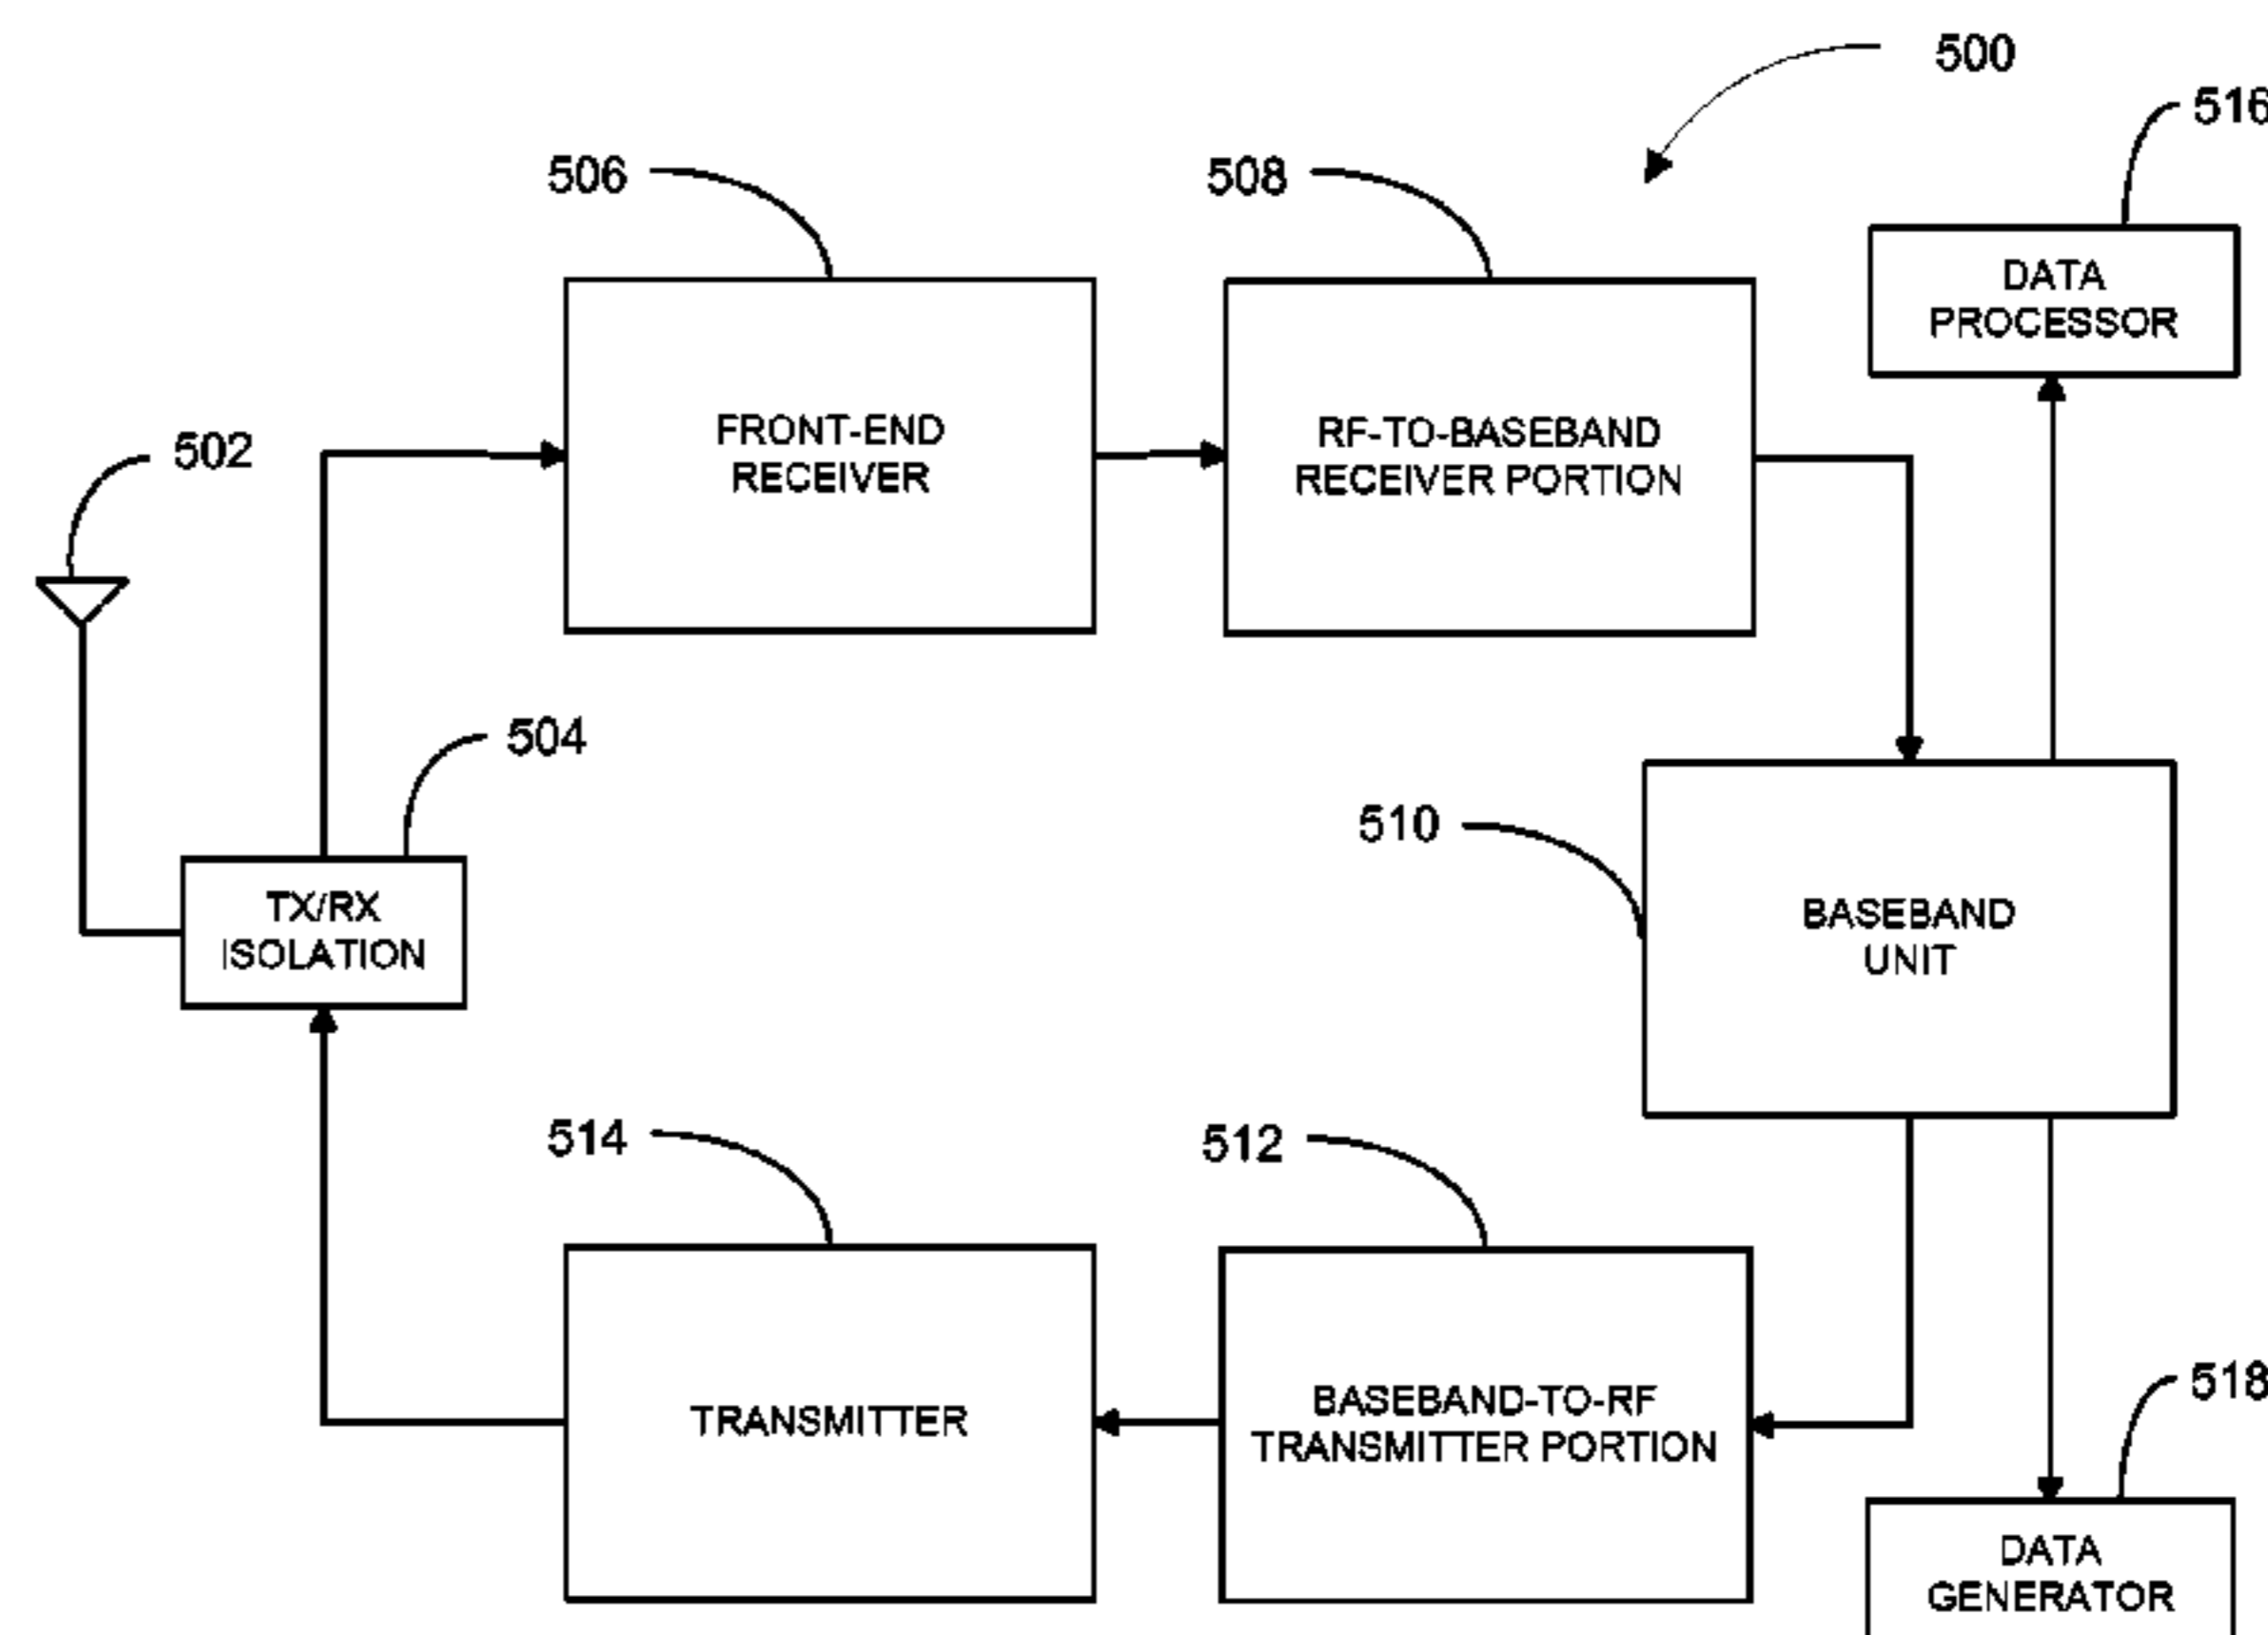 500
516
506
508
DATA
PROCESSOR
FRONT-END
RECEIVER
RF-TO-BASEBAND
RECEIVER PORTION
502
504
510
TX/RX
ISOLATION
BASEBAND
UNIT
514
512
518
TRANSMITTER
BASEBAND-TO-RF
TRANSMITTER PORTION
DATA
GENERATOR